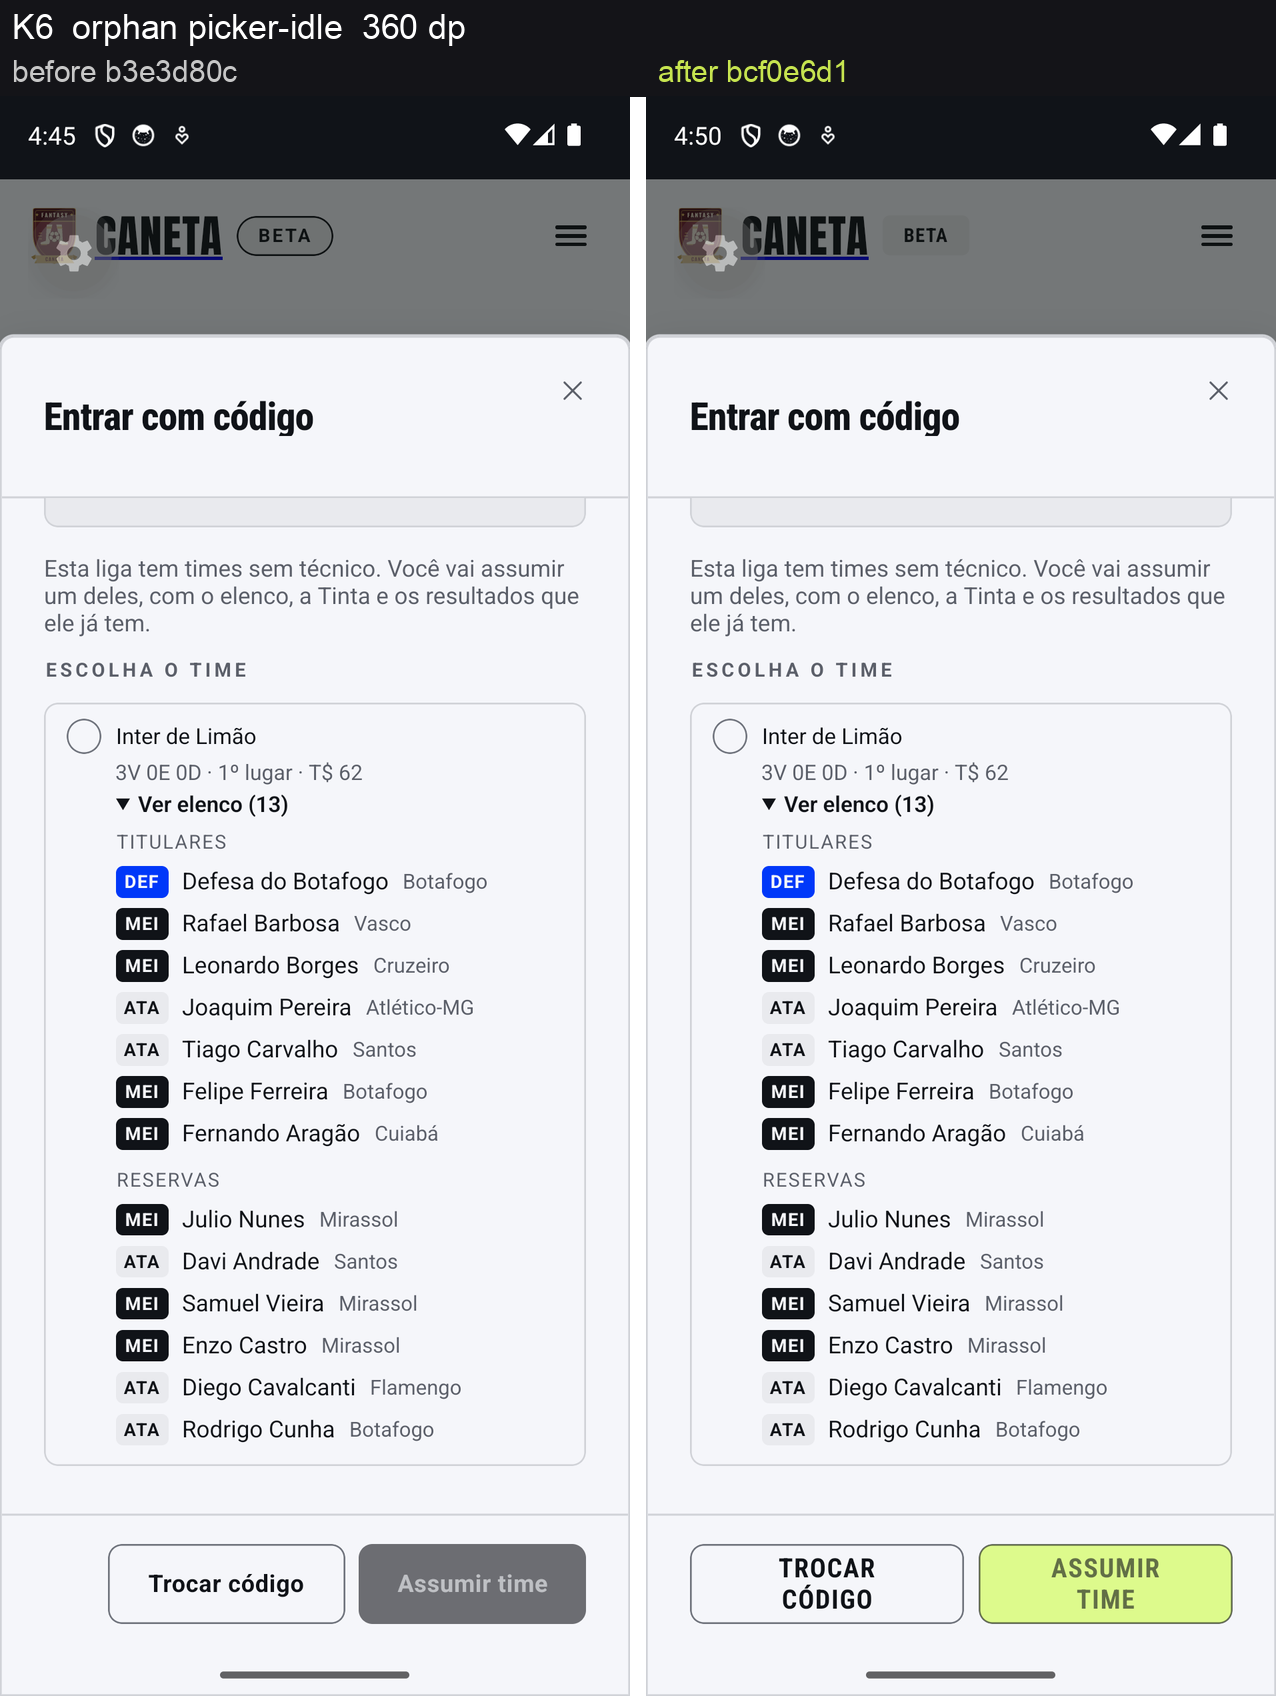 K6 orphan picker-idle 360 dp
before b3e3d80c
after bcf0e6d1
4:45
FANTASY
CANETA
BETA
Entrar com código
Esta liga tem times sem técnico. Você vai assumir
um deles, com o elenco, a Tinta e os resultados que
ele já tem.
ESCOLHA O TIME
Inter de Limão
3V 0E 0D · 1º lugar · T$ 62
Ver elenco (13)
TITULARES
DEF Defesa do Botafogo Botafogo
MEI Rafael Barbosa Vasco
MEI Leonardo Borges Cruzeiro
ATA Joaquim Pereira Atlético-MG
ATA Tiago Carvalho Santos
MEI Felipe Ferreira Botafogo
MEI Fernando Aragão Cuiabá
RESERVAS
MEI Julio Nunes Mirassol
ATA Davi Andrade Santos
MEI Samuel Vieira Mirassol
MEI Enzo Castro Mirassol
ATA Diego Cavalcanti Flamengo
ATA Rodrigo Cunha Botafogo
Trocar código
Assumir time
4:50
FANTASY
CANETA
BETA
Entrar com código
Esta liga tem times sem técnico. Você vai assumir
um deles, com o elenco, a Tinta e os resultados que
ele já tem.
ESCOLHA O TIME
Inter de Limão
3V 0E 0D · 1º lugar · T$ 62
Ver elenco (13)
TITULARES
DEF Defesa do Botafogo Botafogo
MEI Rafael Barbosa Vasco
MEI Leonardo Borges Cruzeiro
ATA Joaquim Pereira Atlético-MG
ATA Tiago Carvalho Santos
MEI Felipe Ferreira Botafogo
MEI Fernando Aragão Cuiabá
RESERVAS
MEI Julio Nunes Mirassol
ATA Davi Andrade Santos
MEI Samuel Vieira Mirassol
MEI Enzo Castro Mirassol
ATA Diego Cavalcanti Flamengo
ATA Rodrigo Cunha Botafogo
TROCAR
CÓDIGO
ASSUMIR
TIME